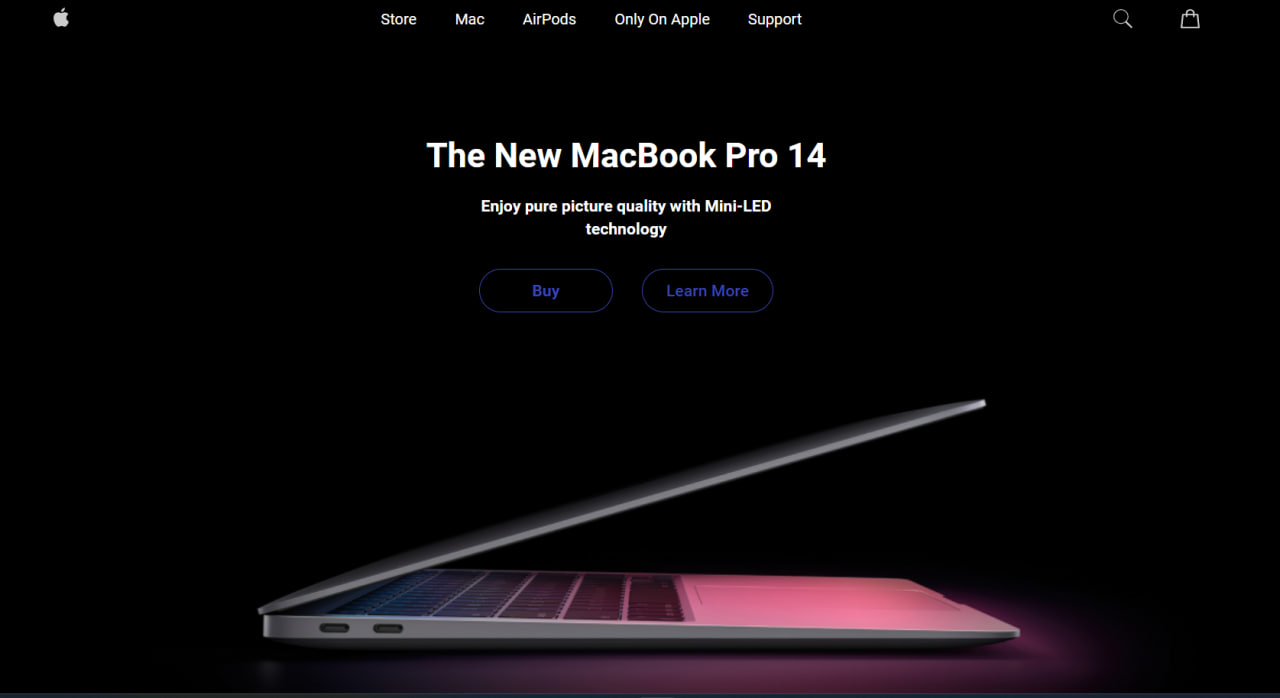 Store
Mac
AirPods
Only On Apple
Support
The New MacBook Pro 14
Enjoy pure picture quality with Mini-LED
technology
Buy
Learn More